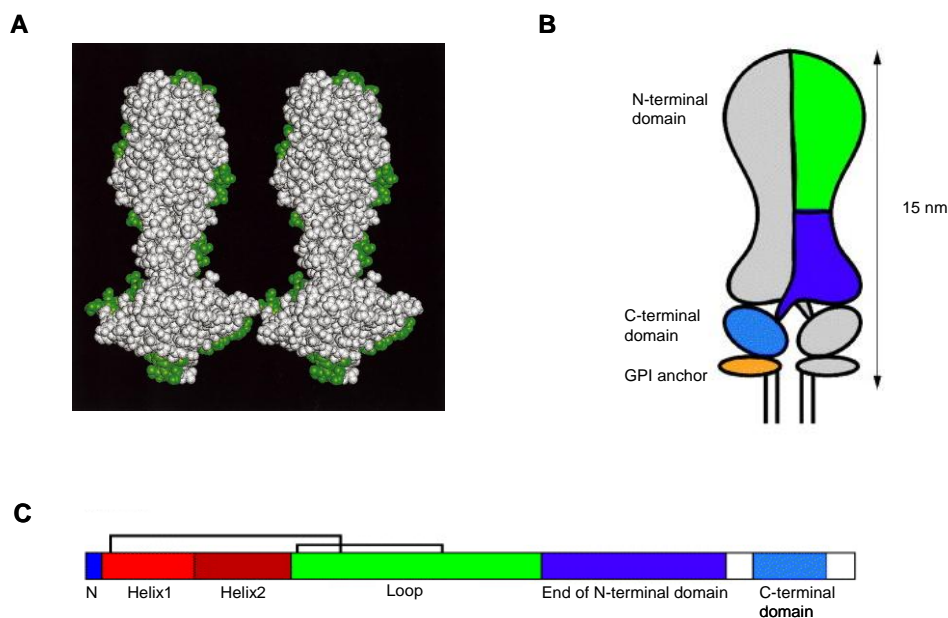 A
B
N-terminal
domain
15 nm
C-terminal
domain
GPI anchor
C
N
Helix1
Helix2
Loop
End of N-terminal domain
C-terminal
domain